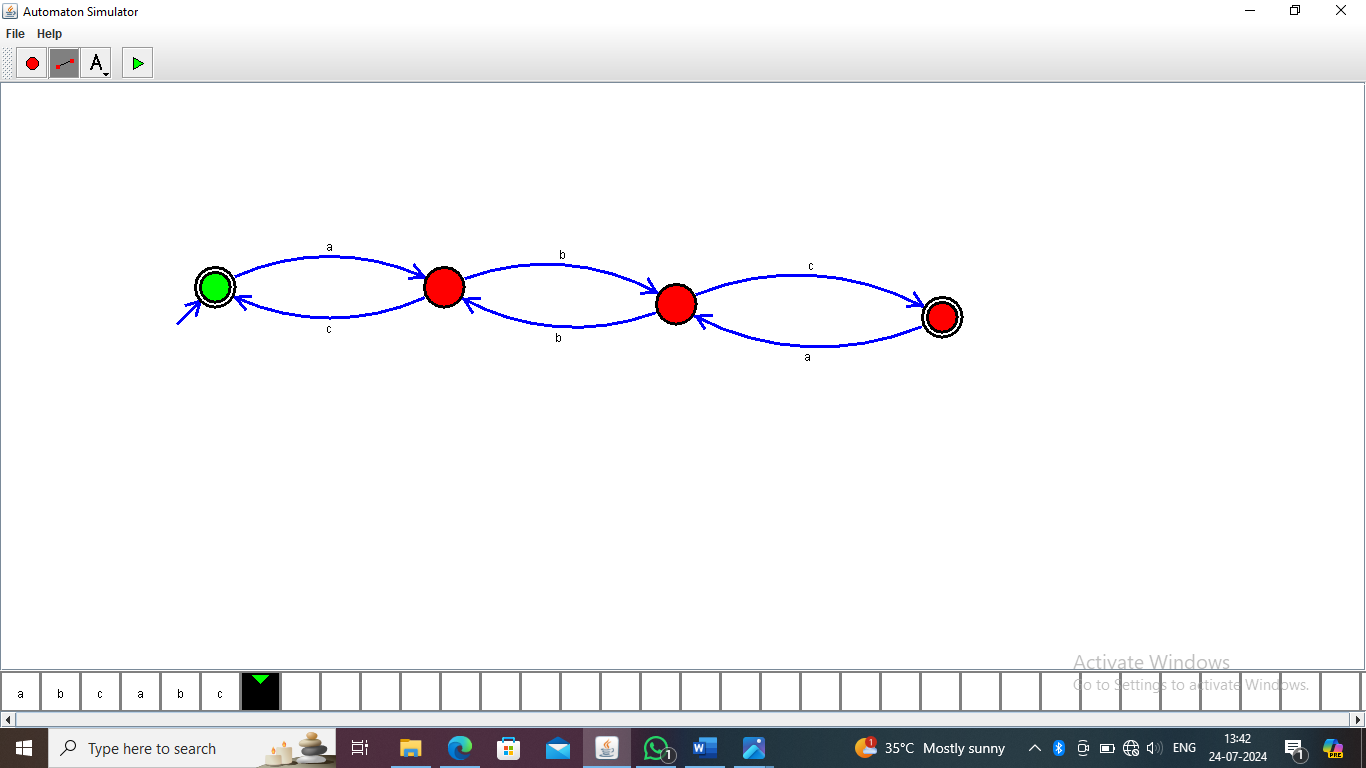 Automaton Simulator
File Help
A
a
b
c
c
b
a
Activate Windows
Go to Settings to activate Windows.
a b c a b c
Type here to search
1
35°C Mostly sunny
ENG
13:42
24-07-2024
1
PRE